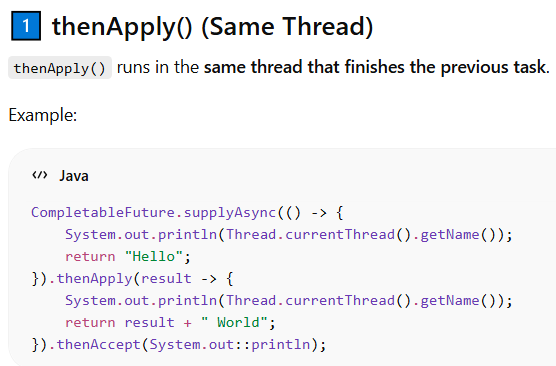 1 thenApply() (Same Thread)
thenApply() runs in the same thread that finishes the previous task.
Example:
</> Java
CompletableFuture.supplyAsync(() -> {
    System.out.println(Thread.currentThread().getName());
    return "Hello";
}).thenApply(result -> {
    System.out.println(Thread.currentThread().getName());
    return result + " World";
}).thenAccept(System.out::println);